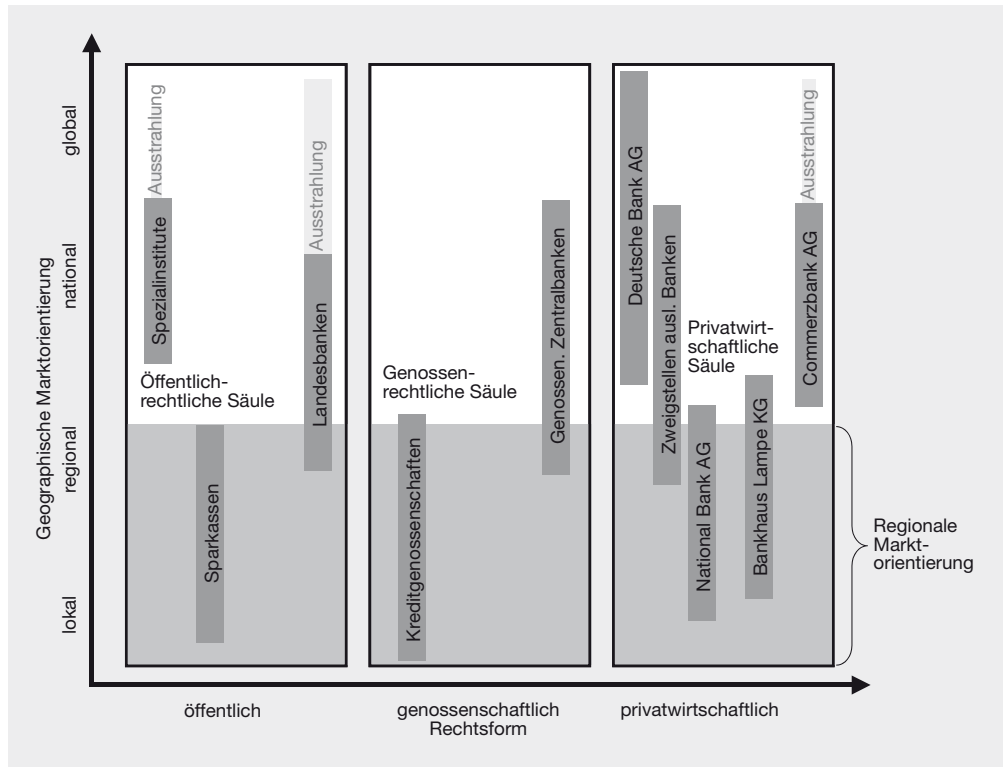 Geographische Marktorientierung
global
national
regional
lokal
Ausstrahlung
Spezialinstitute
Öffentlich-
rechtliche Säule
Sparkassen
Ausstrahlung
Landesbanken
Genossen-
rechtliche Säule
Kreditgenossenschaften
Genossen. Zentralbanken
Deutsche Bank AG
Zweigstellen ausl. Banken
Privatwirt-
schaftliche
Säule
National Bank AG
Bankhaus Lampe KG
Ausstrahlung
Commerzbank AG
Regionale
Markt-
orientierung
öffentlich
genossenschaftlich
privatwirtschaftlich
Rechtsform